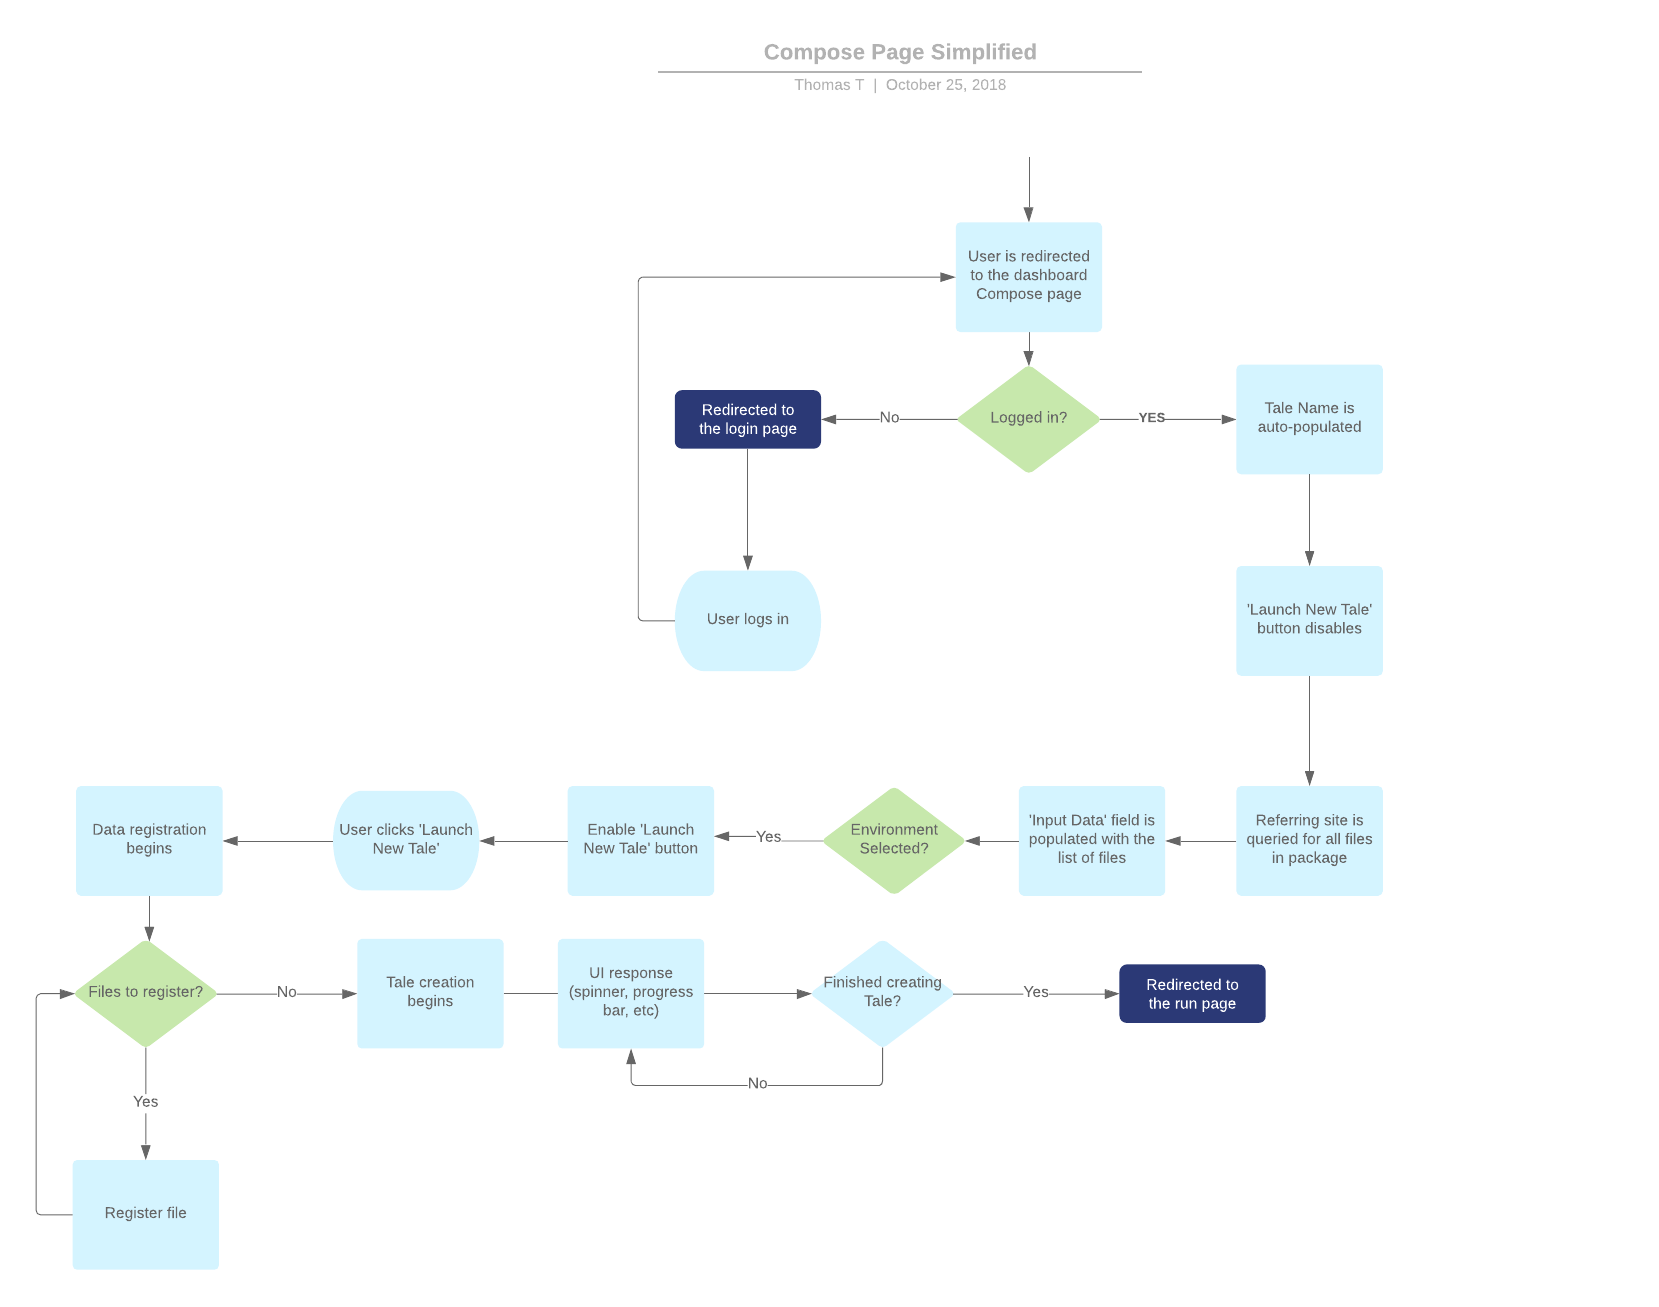 Compose Page Simplified
Thomas T | October 25, 2018
User is redirected
to the dashboard
Compose page
Logged in?
No
Redirected to
the login page
User logs in
YES
Tale Name is
auto-populated
'Launch New Tale'
button disables
Referring site is
queried for all files
in package
'Input Data' field is
populated with the
list of files
Environment
Selected?
Yes
Enable 'Launch
New Tale' button
User clicks 'Launch
New Tale'
Data registration
begins
Files to register?
Yes
Register file
No
Tale creation
begins
UI response
(spinner, progress
bar, etc)
Finished creating
Tale?
No
Yes
Redirected to
the run page